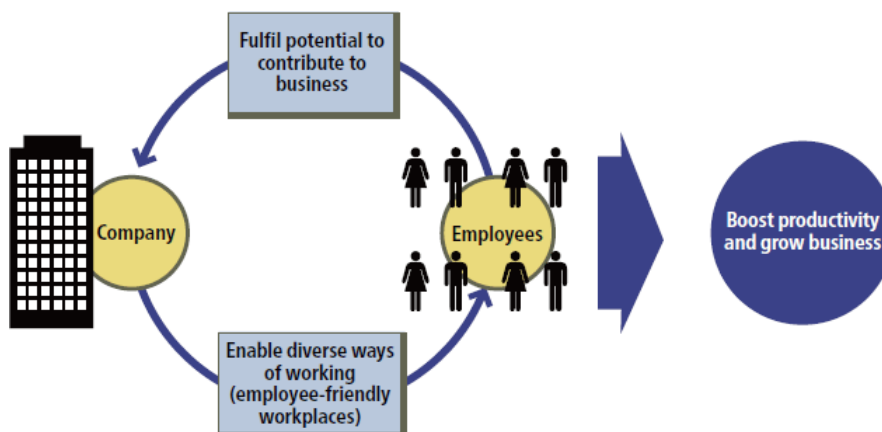 Fulfil potential to
contribute to
business
Company
Employees
Boost productivity
and grow business
Enable diverse ways
of working
(employee-friendly
workplaces)